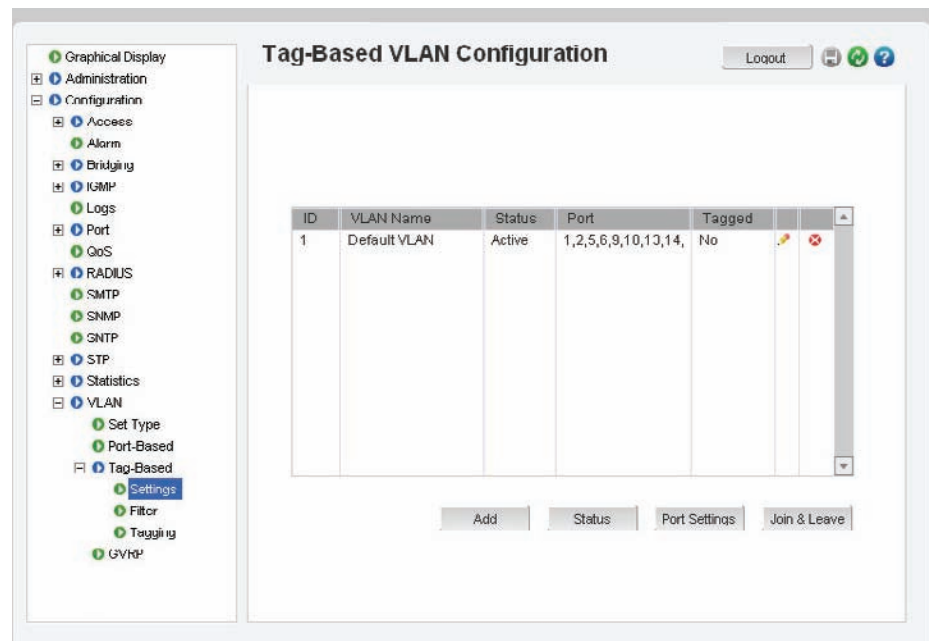 Tag-Based VLAN Configuration
Logout
Graphical Display
Administration
Configuration
Access
Alarm
Bridging
IGMP
Logs
Port
QoS
RADIUS
SMTP
SNMP
SNTP
STP
Statistics
VLAN
Set Type
Port-Based
Tag-Based
Settings
Filter
Tagging
GVRP
ID VLAN Name Status Port Tagged
1 Default VLAN Active 1,2,5,6,9,10,13,14, No
Add Status Port Settings Join & Leave